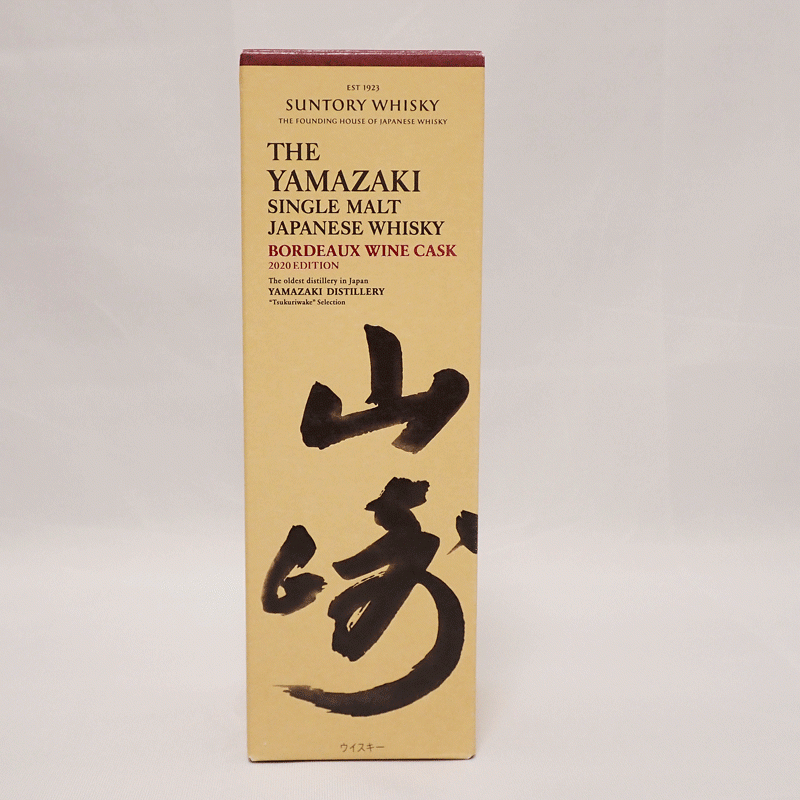 EST 1923
SUNTORY WHISKY
THE FOUNDING HOUSE OF JAPANESE WHISKY
THE
YAMAZAKI
SINGLE MALT
JAPANESE WHISKY
BORDEAUX WINE CASK
2020 EDITION
The oldest distillery in Japan
YAMAZAKI DISTILLERY
"Tsukuriwake" Selection
山
崎
ウイスキー